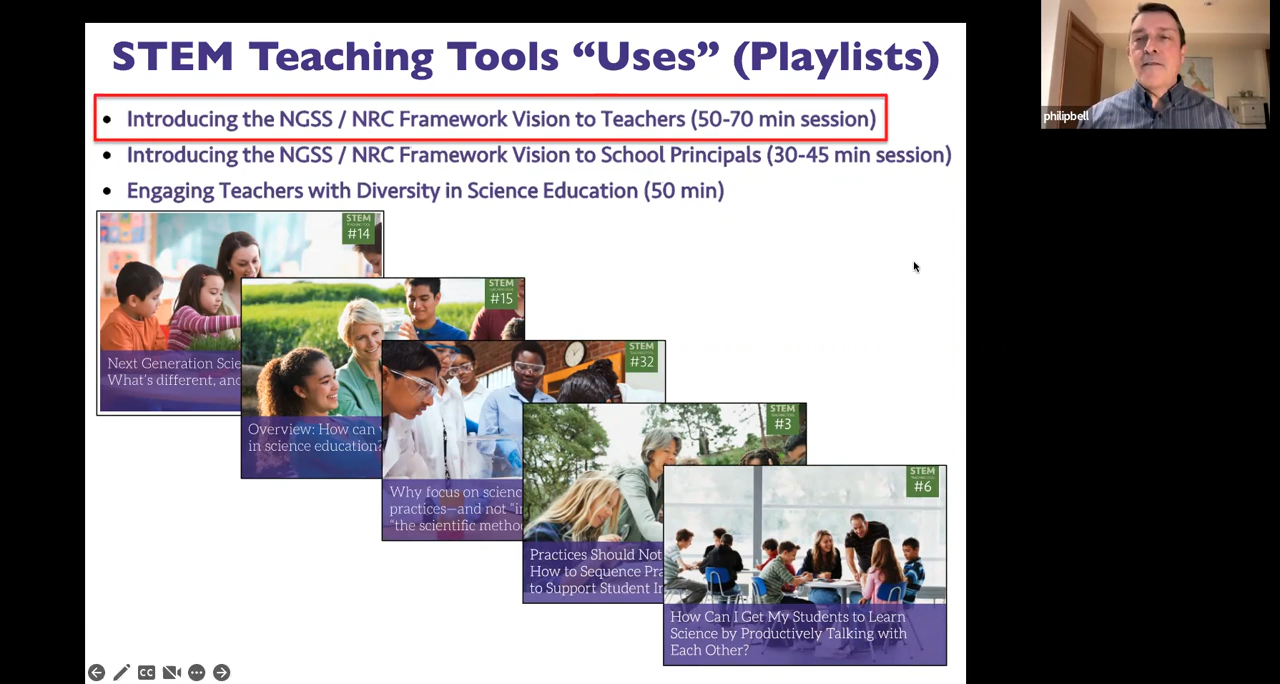 STEM Teaching Tools “Uses” (Playlists)
• Introducing the NGSS / NRC Framework Vision to Teachers (50-70 min session)
• Introducing the NGSS / NRC Framework Vision to School Principals (30-45 min session)
• Engaging Teachers with Diversity in Science Education (50 min)
STEM
#14
Next Generation Scie
What's different, and
STEM
#15
Overview: How can
in science education?
STEM
#32
Why focus on scienc
practices—and not “i
“the scientific metho
STEM
#3
Practices Should Not
How to Sequence Pra
to Support Student In
STEM
#6
How Can I Get My Students to Learn
Science by Productively Talking with
Each Other?
philipbell
CC